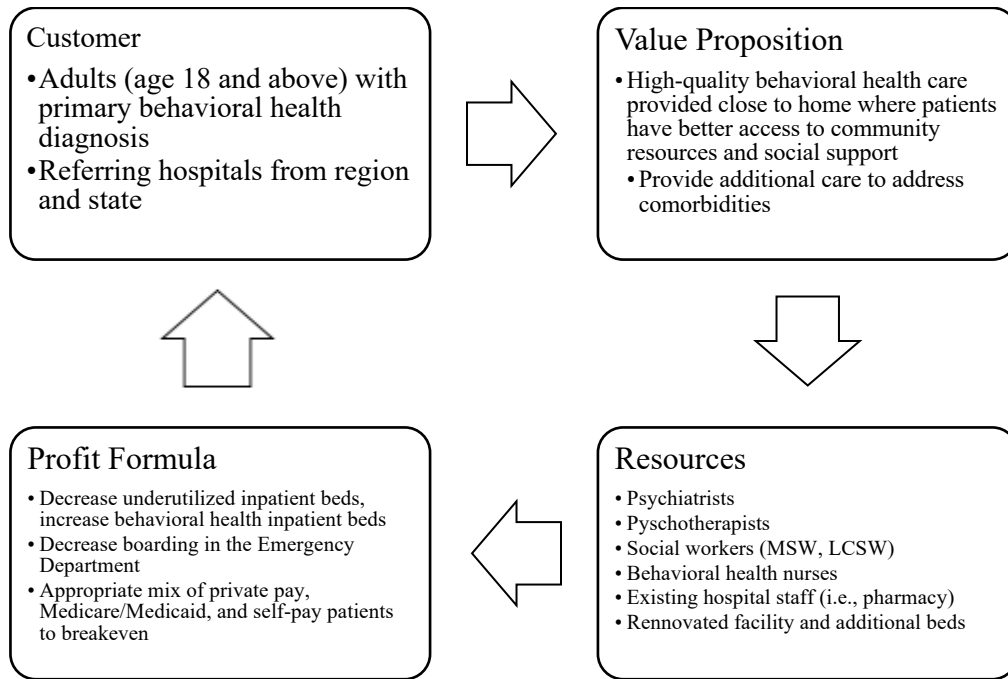 Customer
•Adults (age 18 and above) with
primary behavioral health
diagnosis
•Referring hospitals from region
and state
Value Proposition
•High-quality behavioral health care
provided close to home where patients
have better access to community
resources and social support
•Provide additional care to address
comorbidities
Profit Formula
• Decrease underutilized inpatient beds,
increase behavioral health inpatient beds
• Decrease boarding in the Emergency
Department
• Appropriate mix of private pay,
Medicare/Medicaid, and self-pay patients
to breakeven
Resources
• Psychiatrists
• Pyschotherapists
• Social workers (MSW, LCSW)
• Behavioral health nurses
• Existing hospital staff (i.e., pharmacy)
• Rennovated facility and additional beds